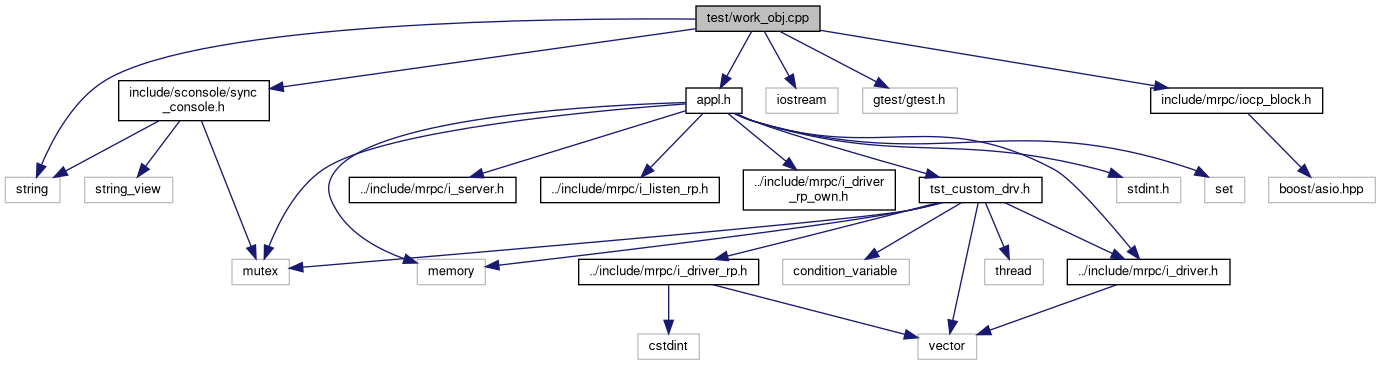 test/work_obj.cpp
include/sconsole/sync
_console.h
appl.h
iostream
gtest/gtest.h
include/mrpc/iocp_block.h
string
string_view
../include/mrpc/i_server.h
../include/mrpc/i_listen_rp.h
../include/mrpc/i_driver
_rp_own.h
tst_custom_drv.h
stdint.h
set
boost/asio.hpp
mutex
memory
../include/mrpc/i_driver_rp.h
condition_variable
thread
../include/mrpc/i_driver.h
cstdint
vector